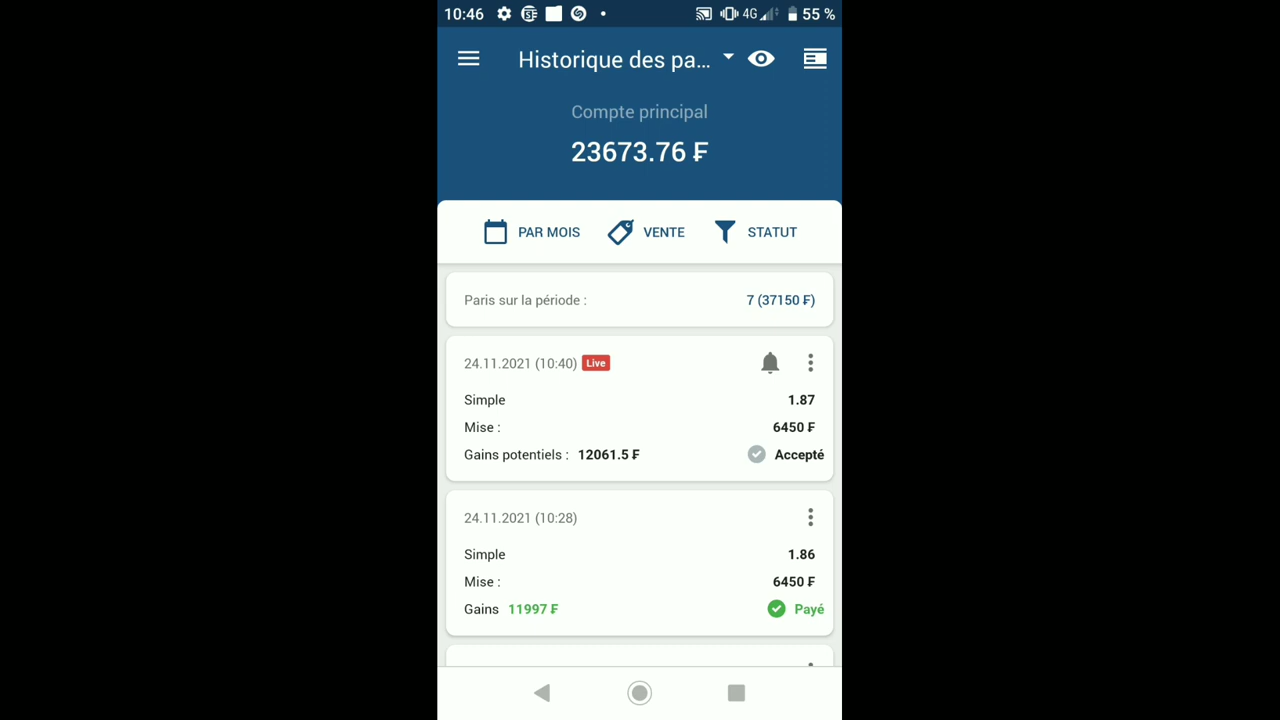 10:46 4G 55 %
Historique des pa...
Compte principal
23673.76 ₣
PAR MOIS VENTE STATUT
Paris sur la période : 7 (37150 ₣)
24.11.2021 (10:40) Live
Simple 1.87
Mise : 6450 ₣
Gains potentiels : 12061.5 ₣ Accepté
24.11.2021 (10:28)
Simple 1.86
Mise : 6450 ₣
Gains 11997 ₣ Payé